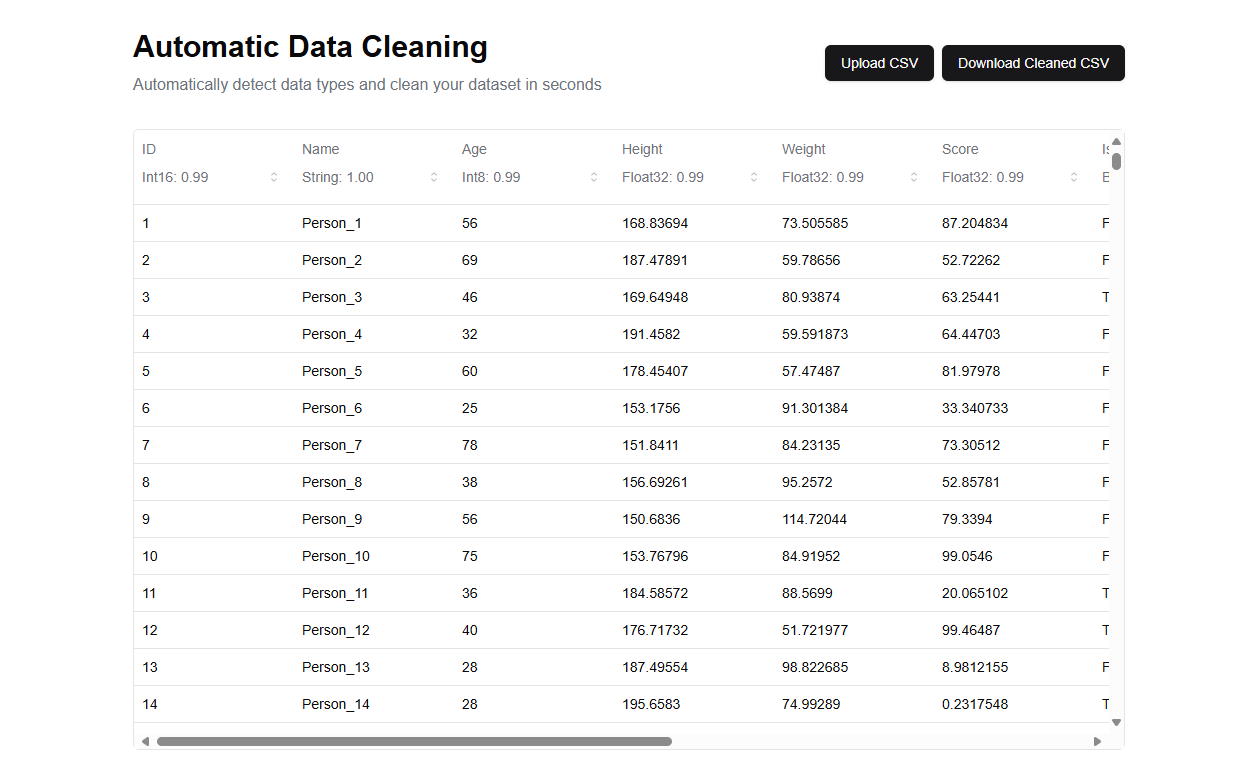 Automatic Data Cleaning
Automatically detect data types and clean your dataset in seconds
Upload CSV Download Cleaned CSV
ID Name Age Height Weight Score
Int16: 0.99 String: 1.00 Int8: 0.99 Float32: 0.99 Float32: 0.99 Float32: 0.99
1 Person_1 56 168.83694 73.505585 87.204834 F
2 Person_2 69 187.47891 59.78656 52.72262 F
3 Person_3 46 169.64948 80.93874 63.25441 T
4 Person_4 32 191.4582 59.591873 64.44703 F
5 Person_5 60 178.45407 57.47487 81.97978 F
6 Person_6 25 153.1756 91.301384 33.340733 F
7 Person_7 78 151.8411 84.23135 73.30512 F
8 Person_8 38 156.69261 95.2572 52.85781 F
9 Person_9 56 150.6836 114.72044 79.3394 F
10 Person_10 75 153.76796 84.91952 99.0546 F
11 Person_11 36 184.58572 88.5699 20.065102 T
12 Person_12 40 176.71732 51.721977 99.46487 T
13 Person_13 28 187.49554 98.822685 8.9812155 F
14 Person_14 28 195.6583 74.99289 0.2317548 T